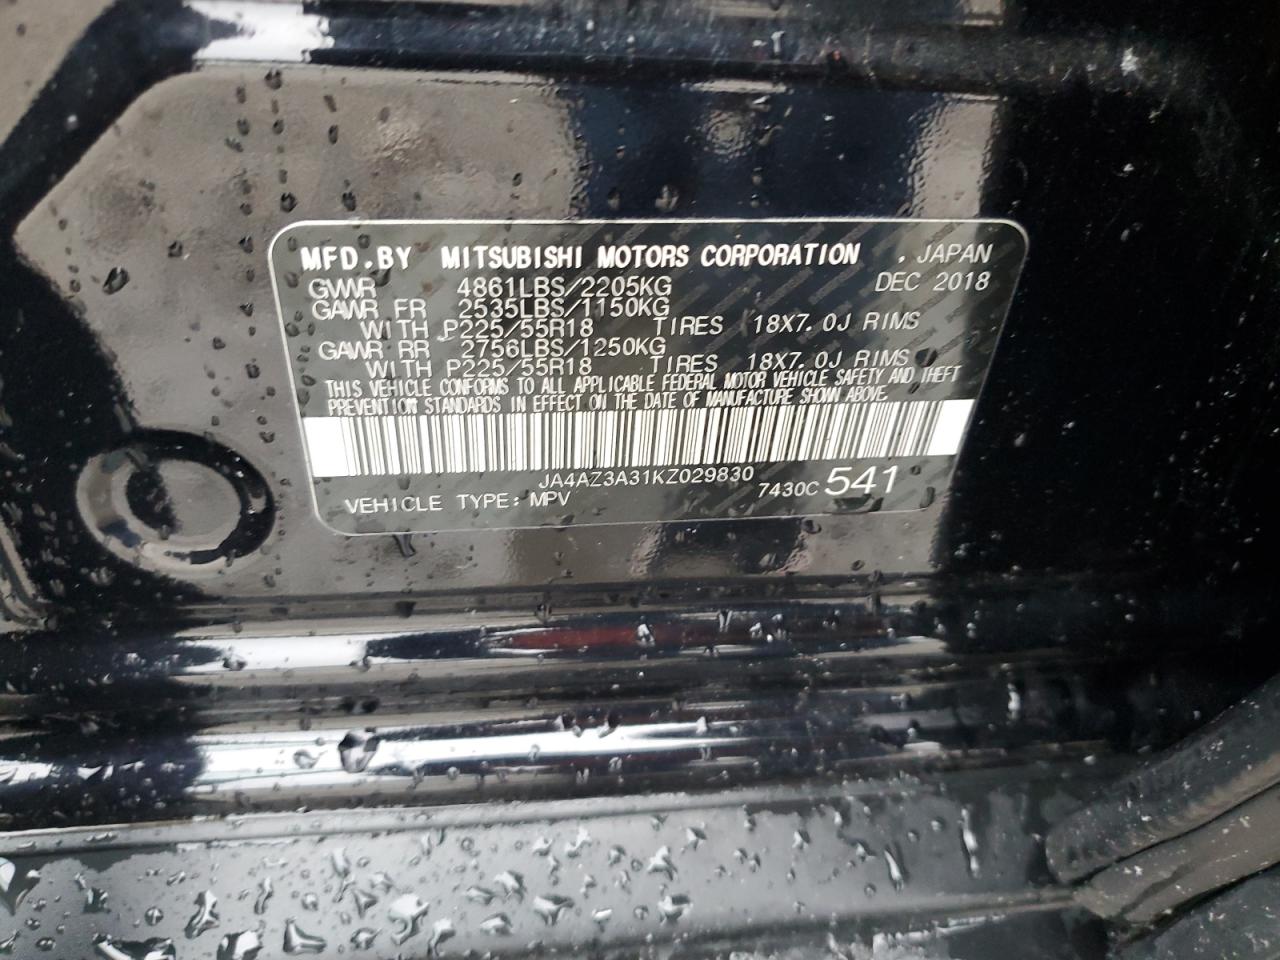 MFD.BY MITSUBISHI MOTORS CORPORATION , JAPAN
GVWR 4861LBS/2205KG DEC 2018
GAWR FR 2535LBS/1150KG
WITH P225/55R18 TIRES 18X7.0J RIMS
GAWR RR 2756LBS/1250KG
WITH P225/55R18 TIRES 18X7.0J RIMS
THIS VEHICLE CONFORMS TO ALL APPLICABLE FEDERAL MOTOR VEHICLE SAFETY AND THEFT
PREVENTION STANDARDS IN EFFECT ON THE DATE OF MANUFACTURE SHOWN ABOVE.
JA4AZ3A31KZ029830
VEHICLE TYPE: MPV 7430C 541